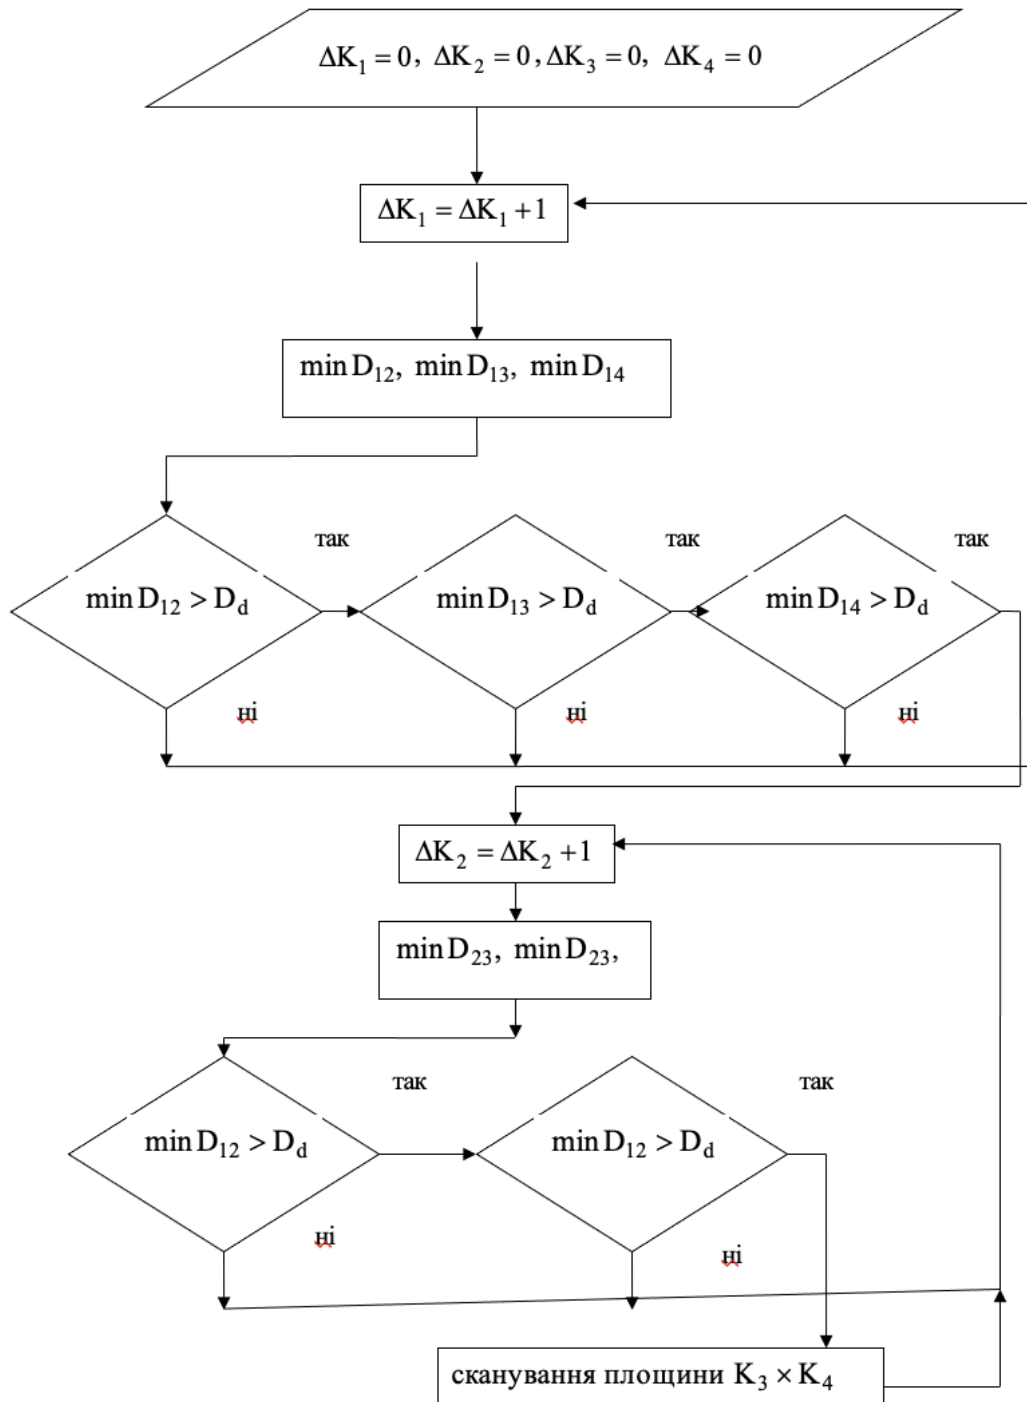 ΔK₁ = 0, ΔK₂ = 0, ΔK₃ = 0, ΔK₄ = 0
ΔK₁ = ΔK₁ + 1
min D₁₂, min D₁₃, min D₁₄
так так так
min D₁₂ > D_d min D₁₃ > D_d min D₁₄ > D_d
ні ні ні
ΔK₂ = ΔK₂ + 1
min D₂₃, min D₂₃,
так так
min D₁₂ > D_d min D₁₂ > D_d
ні ні
сканування площини K₃ × K₄